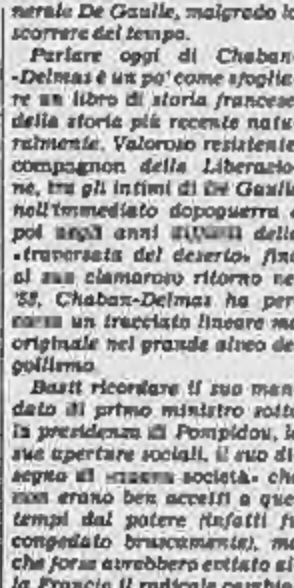 nerale De Gaulle, malgrado lo
scorrere del tempo.
Parlare oggi di Chaban-
-Delmas è un po' come sfoglia-
re un libro di storia francese
della storia più recente natu-
ralmente. Valoroso resistente
compagnon della Liberazio-
ne, tra gli intimi di De Gaulle
nell'immediato dopoguerra e
poi negli anni della
«traversata del deserto» fino
al suo clamoroso ritorno nel
'58, Chaban-Delmas ha per-
corso un tracciato lineare ma
originale nel grande alveo del
gollismo.
Basti ricordare il suo man-
dato di primo ministro sotto
la presidenza di Pompidou, le
sue aperture sociali, il suo di-
segno di società» che
non erano ben accetti a quei
tempi dal potere (infatti fu
congedato bruscamente), ma
che forse avrebbero evitato al-
la Francia il radicale cambia-